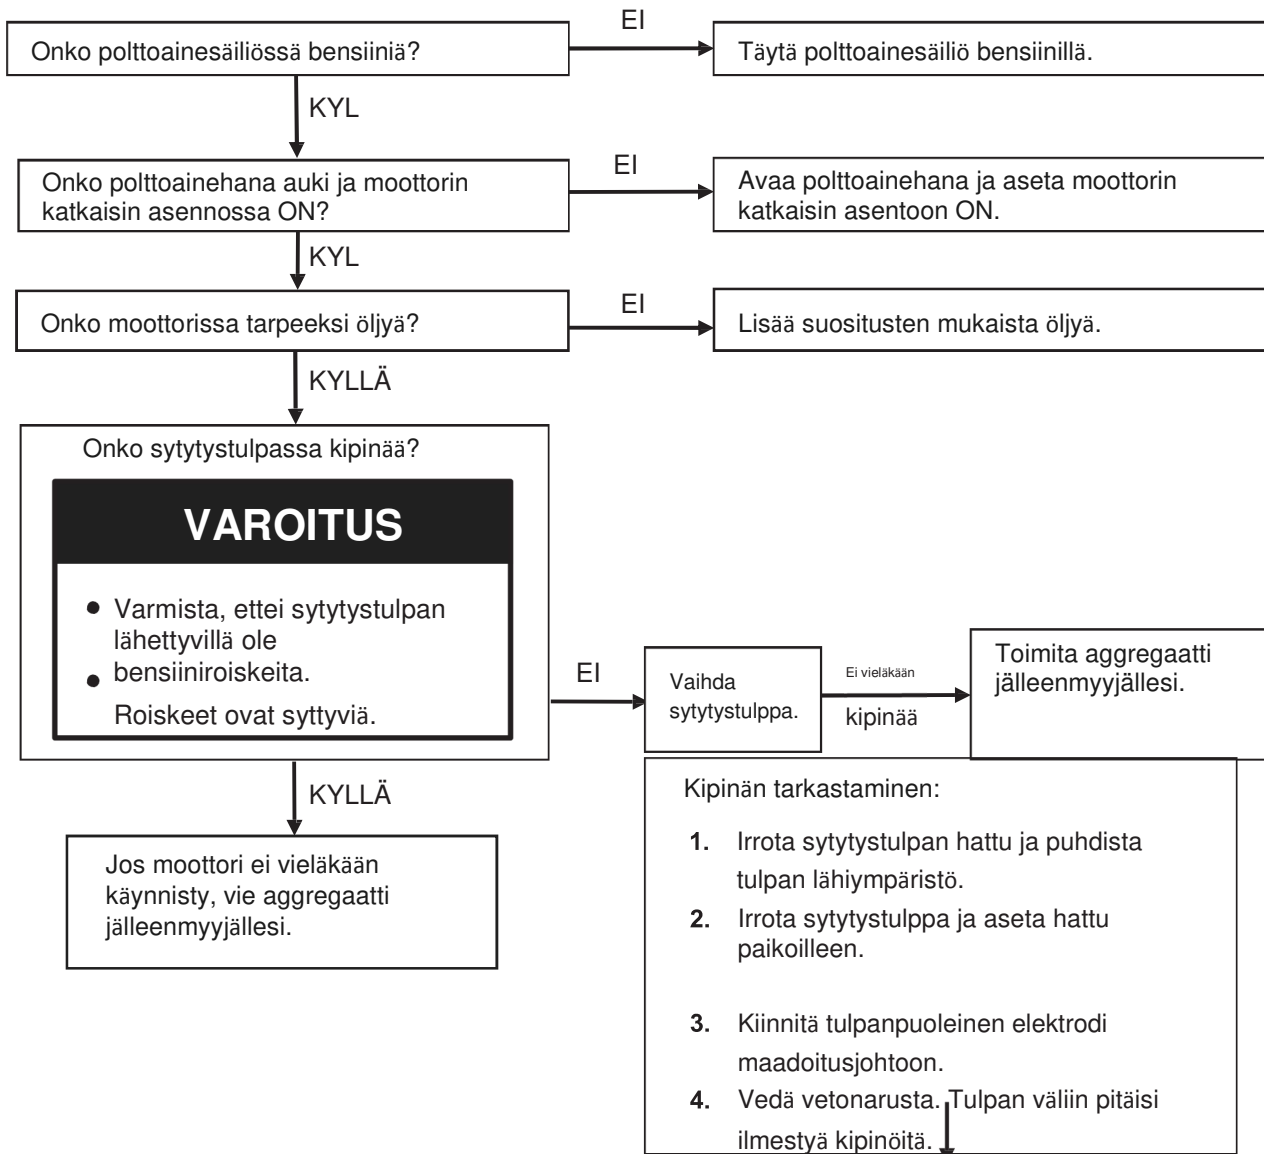 Onko polttoainesäiliössä bensiiniä?
EI
Täytä polttoainesäiliö bensiinillä.
KYL
Onko polttoainehana auki ja moottorin
katkaisin asennossa ON?
EI
Avaa polttoainehana ja aseta moottorin
katkaisin asentoon ON.
KYL
Onko moottorissa tarpeeksi öljyä?
EI
Lisää suositusten mukaista öljyä.
KYLLÄ
Onko sytytystulpassa kipinää?
VAROITUS
● Varmista, ettei sytytystulpan
lähettyvillä ole
● bensiiniroiskeita.
Roiskeet ovat syttyviä.
EI
Vaihda
sytytystulppa.
Ei vieläkään
kipinää
Toimita aggregaatti
jälleenmyyjällesi.
KYLLÄ
Jos moottori ei vieläkään
käynnisty, vie aggregaatti
jälleenmyyjällesi.
Kipinän tarkastaminen:
1. Irrota sytytystulpan hattu ja puhdista
tulpan lähiympäristö.
2. Irrota sytytystulppa ja aseta hattu
paikoilleen.
3. Kiinnitä tulpanpuoleinen elektrodi
maadoitusjohtoon.
4. Vedä vetonarusta. Tulpan väliin pitäisi
ilmestyä kipinöitä.